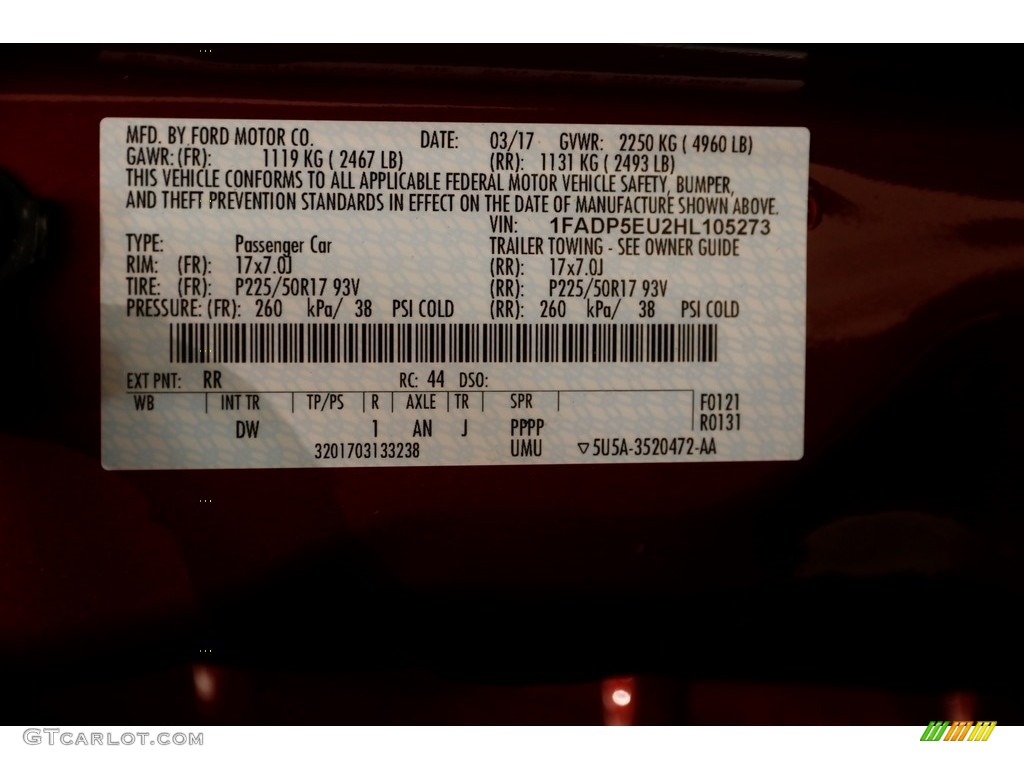 MFD. BY FORD MOTOR CO. DATE: 03/17 GVWR: 2250 KG ( 4960 LB)
GAWR: (FR): 1119 KG ( 2467 LB) (RR): 1131 KG ( 2493 LB)
THIS VEHICLE CONFORMS TO ALL APPLICABLE FEDERAL MOTOR VEHICLE SAFETY, BUMPER,
AND THEFT PREVENTION STANDARDS IN EFFECT ON THE DATE OF MANUFACTURE SHOWN ABOVE.
VIN: 1FADP5EU2HL105273
TYPE: Passenger Car TRAILER TOWING - SEE OWNER GUIDE
RIM: (FR): 17x7.0J (RR): 17x7.0J
TIRE: (FR): P225/50R17 93V (RR): P225/50R17 93V
PRESSURE: (FR): 260 kPa/ 38 PSI COLD (RR): 260 kPa/ 38 PSI COLD
EXT PNT: RR RC: 44 DSO:
WB INT TR TP/PS R AXLE TR SPR F0121
DW 1 AN J PPPP R0131
3201703133238 UMU ▽5U5A-3520472-AA
GTCARLOT.COM